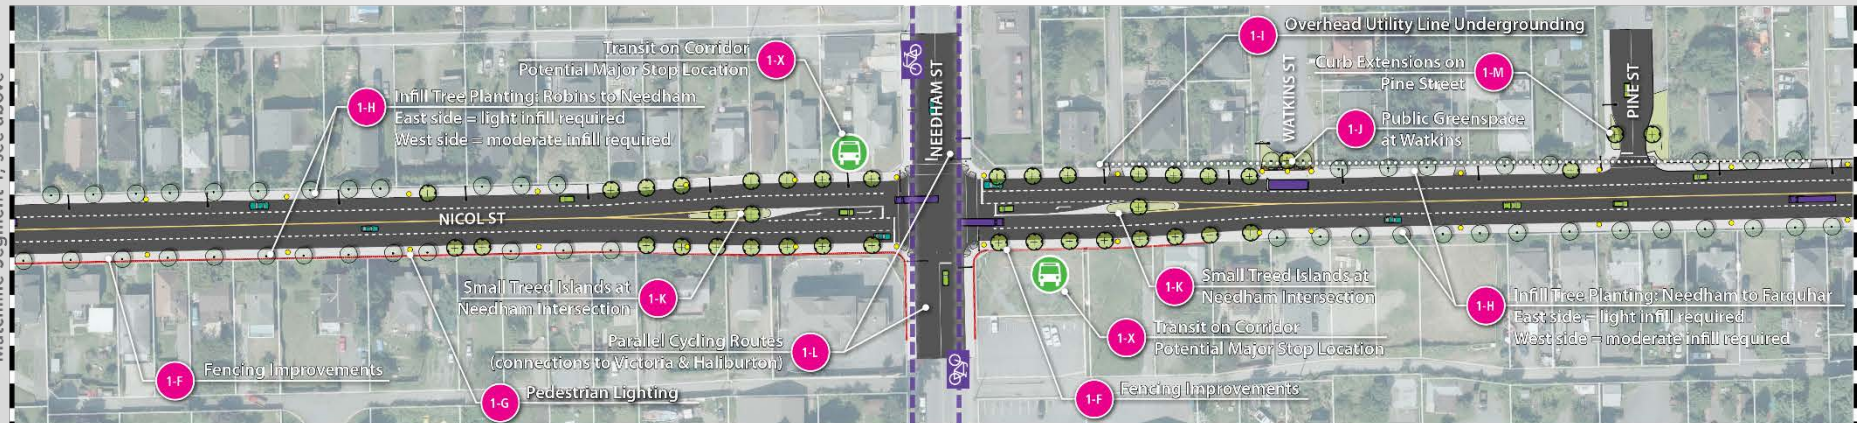 Matchline Segment 1, see above
Transit on Corridor
Potential Major Stop Location
1-X
1-H
Infill Tree Planting: Robins to Needham
East side = light infill required
West side = moderate infill required
NEEDHAM ST
1-I
Overhead Utility Line Undergrounding
WATKINS ST
Curb Extensions on
Pine Street
1-M
PINE ST
1-J
Public Greenspace
at Watkins
NICOL ST
Small Treed Islands at
Needham Intersection
1-K
1-K
Small Treed Islands at
Needham Intersection
1-H
Infill Tree Planting: Needham to Farquhar
East side = light infill required
West side = moderate infill required
Parallel Cycling Routes
(connections to Victoria & Haliburton)
1-L
1-X
Transit on Corridor
Potential Major Stop Location
1-F
Fencing Improvements
1-G
Pedestrian Lighting
1-F
Fencing Improvements